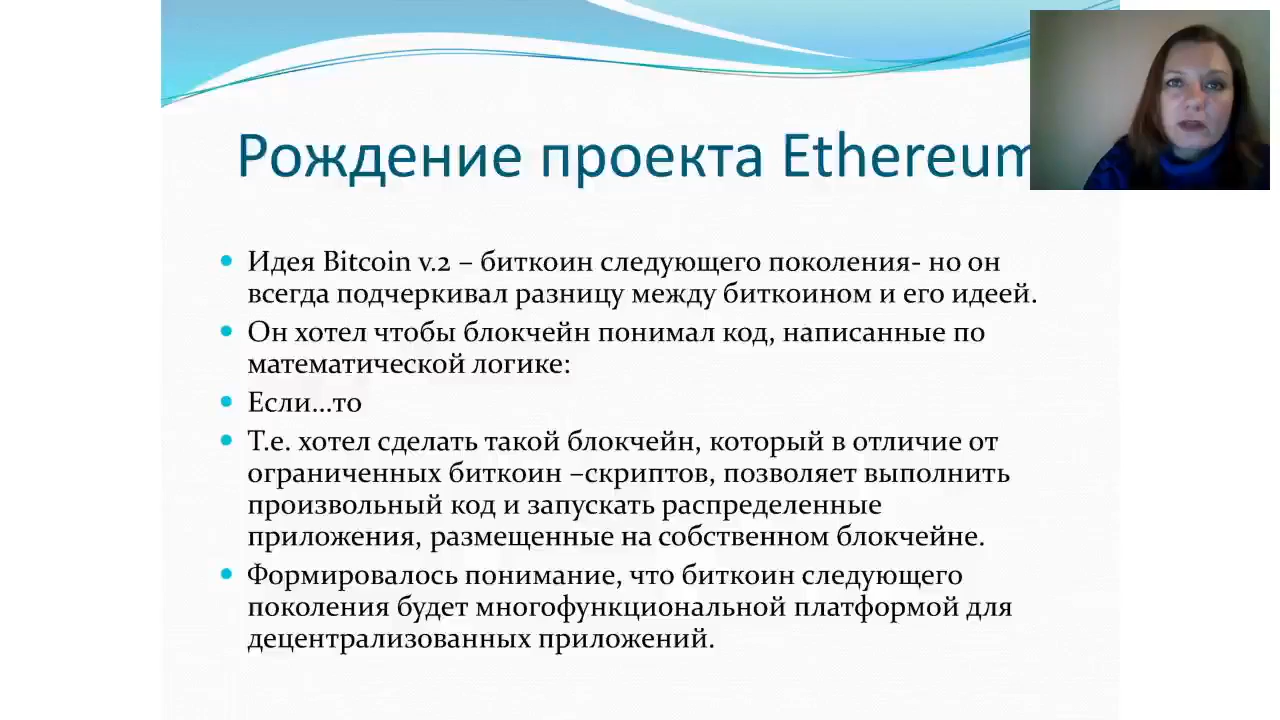 Рождение проекта Ethereum
Идея Bitcoin v.2 – биткоин следующего поколения- но он
всегда подчеркивал разницу между биткоином и его идеей.
Он хотел чтобы блокчейн понимал код, написанные по
математической логике:
Если…то
Т.е. хотел сделать такой блокчейн, который в отличие от
ограниченных биткоин –скриптов, позволяет выполнить
произвольный код и запускать распределенные
приложения, размещенные на собственном блокчейне.
Формировалось понимание, что биткоин следующего
поколения будет многофункциональной платформой для
децентрализованных приложений.